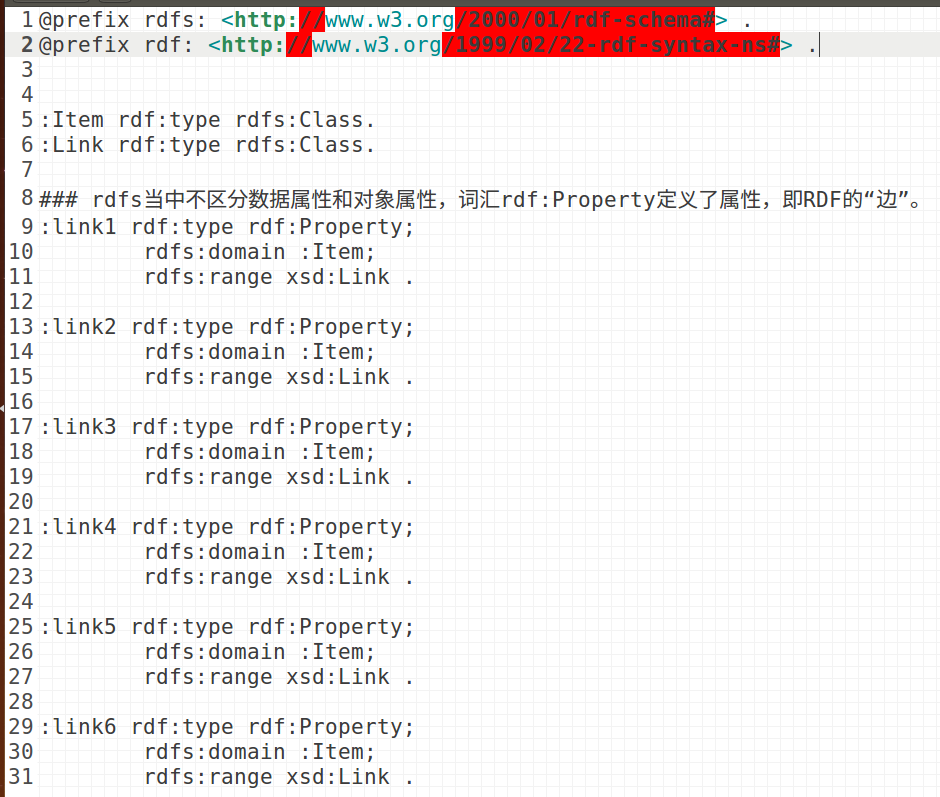 1 @prefix rdfs: <http://www.w3.org/2000/01/rdf-schema#> .
2 @prefix rdf: <http://www.w3.org/1999/02/22-rdf-syntax-ns#> .
3
4
5 :Item rdf:type rdfs:Class.
6 :Link rdf:type rdfs:Class.
7
8 ### rdfs当中不区分数据属性和对象属性，词汇rdf:Property定义了属性，即RDF的“边”。
9 :link1 rdf:type rdf:Property;
10         rdfs:domain :Item;
11         rdfs:range xsd:Link .
12
13 :link2 rdf:type rdf:Property;
14         rdfs:domain :Item;
15         rdfs:range xsd:Link .
16
17 :link3 rdf:type rdf:Property;
18         rdfs:domain :Item;
19         rdfs:range xsd:Link .
20
21 :link4 rdf:type rdf:Property;
22         rdfs:domain :Item;
23         rdfs:range xsd:Link .
24
25 :link5 rdf:type rdf:Property;
26         rdfs:domain :Item;
27         rdfs:range xsd:Link .
28
29 :link6 rdf:type rdf:Property;
30         rdfs:domain :Item;
31         rdfs:range xsd:Link .